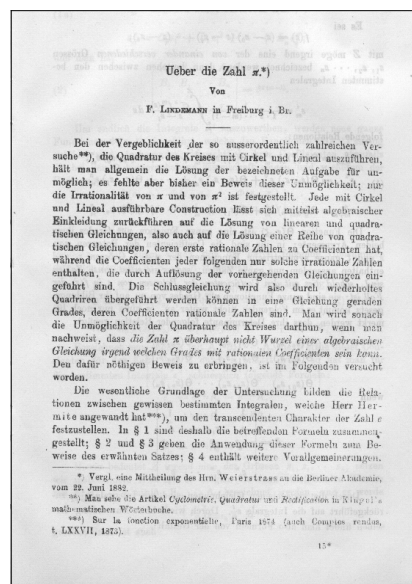 Ueber die Zahl π.*)
Von
F. LINDEMANN in Freiburg i. Br.
Bei der Vergeblichkeit der so ausserordentlich zahlreichen Ver-
suche**), die Quadratur des Kreises mit Cirkel und Lineal auszuführen,
hält man allgemein die Lösung der bezeichneten Aufgabe für un-
möglich; es fehlte aber bisher ein Beweis dieser Unmöglichkeit; nur
die Irrationalität von π und von π² ist festgestellt. Jede mit Cirkel
und Lineal ausführbare Construction lässt sich mittelst algebraischer
Einkleidung zurückführen auf die Lösung von linearen und quadra-
tischen Gleichungen, also auch auf die Lösung einer Reihe von quadra-
tischen Gleichungen, deren erste rationale Zahlen zu Coefficienten hat,
während die Coefficienten jeder folgenden nur solche irrationale Zahlen
enthalten, die durch Auflösung der vorhergehenden Gleichungen ein-
geführt sind. Die Schlussgleichung wird also durch wiederholtes
Quadriren übergeführt werden können in eine Gleichung geraden
Grades, deren Coefficienten rationale Zahlen sind. Man wird sonach
die Unmöglichkeit der Quadratur des Kreises darthun, wenn man
nachweist, dass die Zahl π überhaupt nicht Wurzel einer algebraischen
Gleichung irgend welchen Grades mit rationalen Coefficienten sein kann.
Den dafür nöthigen Beweis zu erbringen, ist im Folgenden versucht
worden.
Die wesentliche Grundlage der Untersuchung bilden die Rela-
tionen zwischen gewissen bestimmten Integralen, welche Herr Her-
mite angewandt hat***), um den transcendenten Charakter der Zahl e
festzustellen. In § 1 sind deshalb die betreffenden Formeln zusammen-
gestellt; § 2 und § 3 geben die Anwendung dieser Formeln zum Be-
weise des erwähnten Satzes; § 4 enthält weitere Verallgemeinerungen.
*) Vergl. eine Mittheilung des Hrn. Weierstrass an die Berliner Akademie,
vom 22. Juni 1882.
**) Man sehe die Artikel Cyclometrie, Quadratur und Rectification in Klügel's
mathematischen Wörterbuche.
***) Sur la fonction exponentielle, Paris 1874 (auch Comptes rendus,
t. LXXVII, 1873).
15*